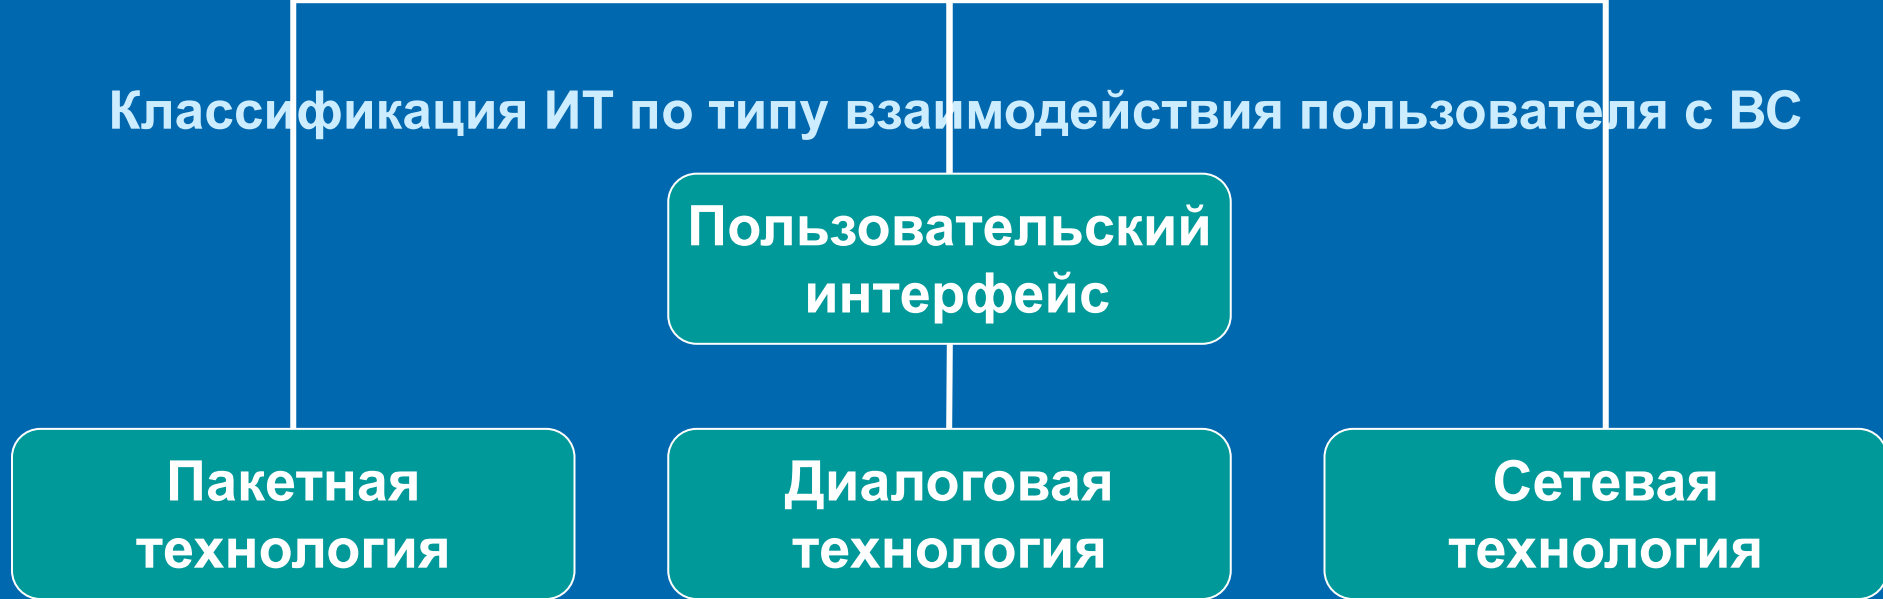 Классификация ИТ по типу взаимодействия пользователя с ВС
Пользовательский
интерфейс
Пакетная
технология
Диалоговая
технология
Сетевая
технология